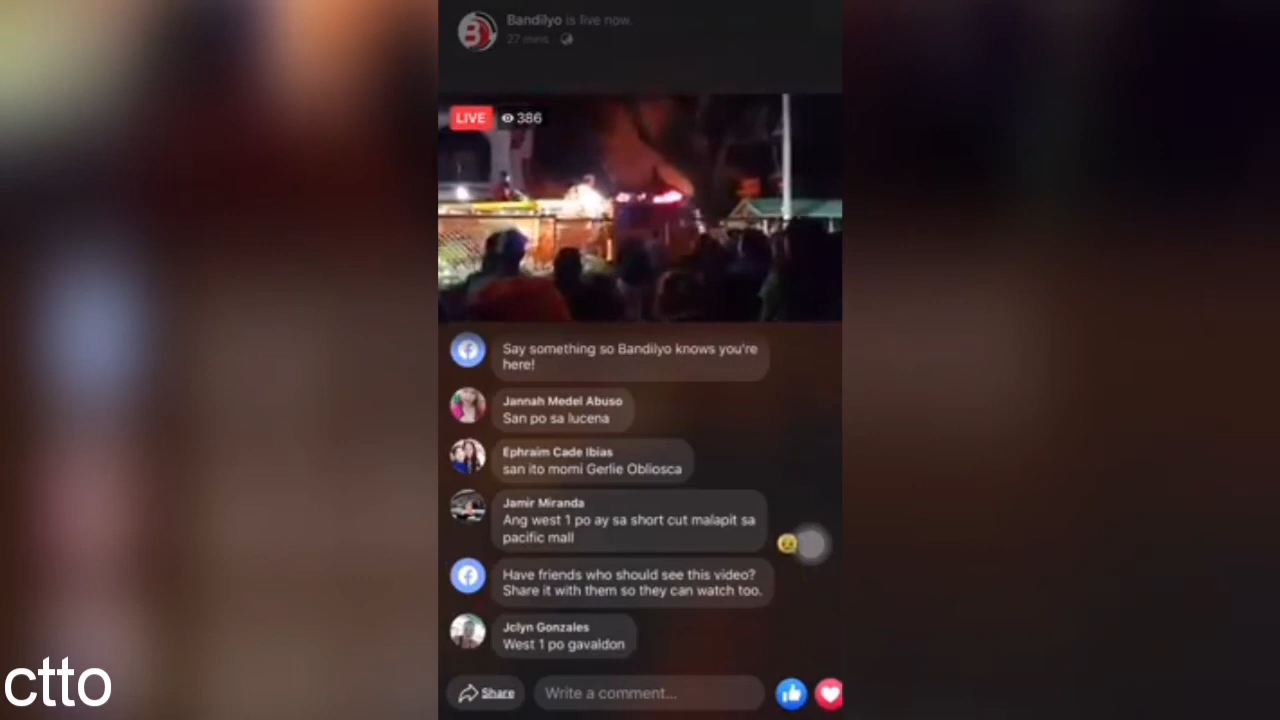 Bandilyo is live now.
27 mins
LIVE 386
Say something so Bandilyo knows you're
here!
Jannah Medel Abuso
San po sa lucena
Ephraim Cade Ibias
san ito momi Gerlie Obliosca
Jamir Miranda
Ang west 1 po ay sa short cut malapit sa
pacific mall
Have friends who should see this video?
Share it with them so they can watch too.
Jclyn Gonzales
West 1 po gavaldon
Share Write a comment...
ctto